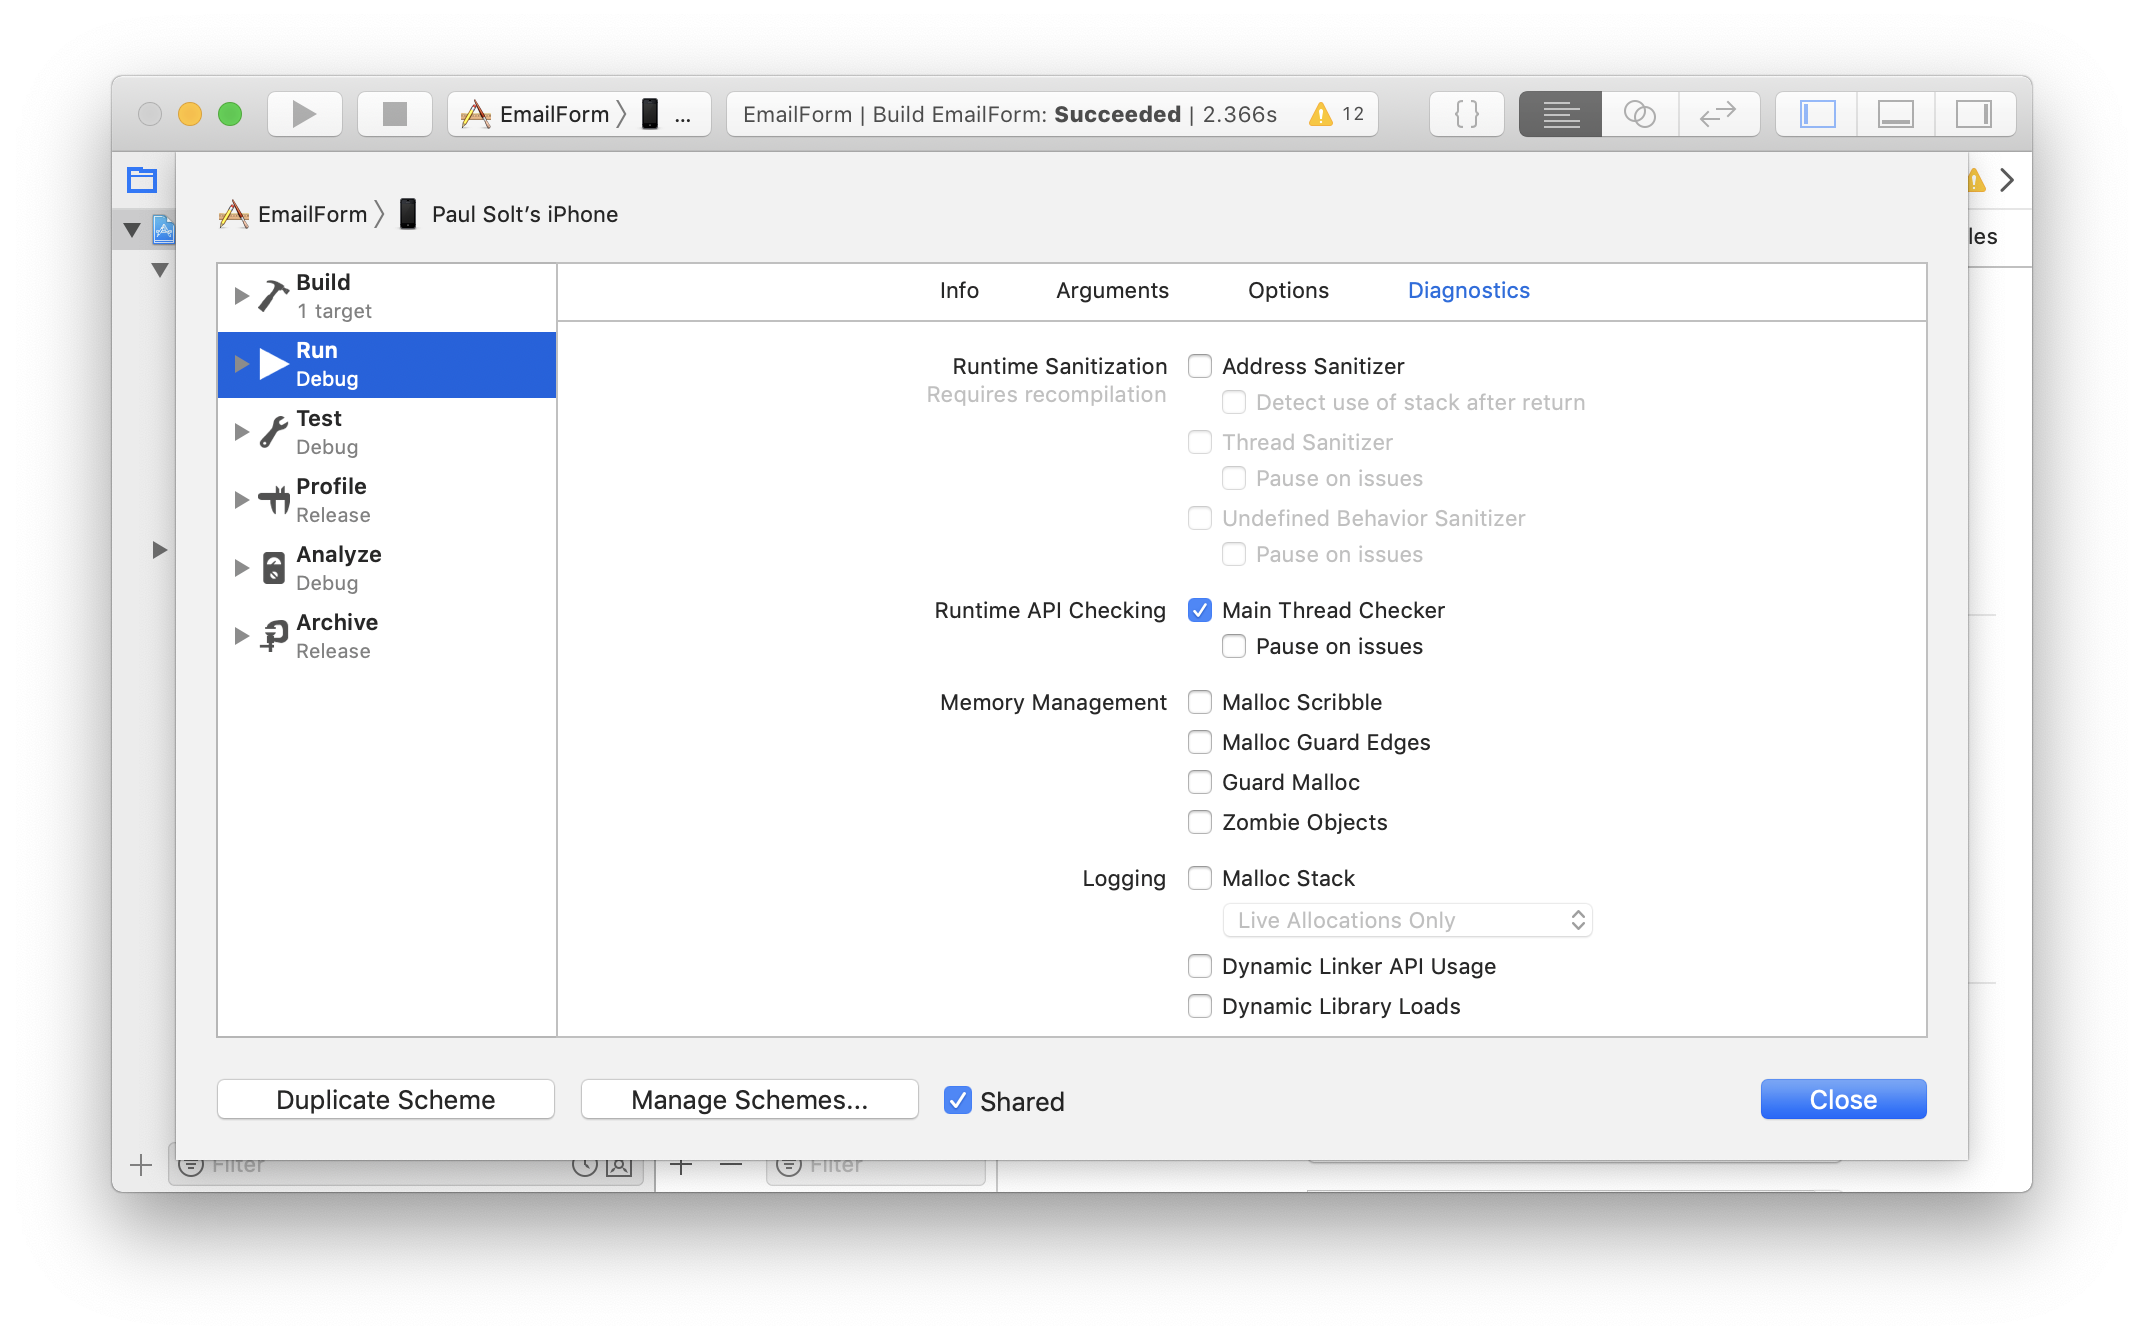 EmailForm 〉 ...
EmailForm | Build EmailForm: Succeeded | 2.366s 12
{ }
EmailForm 〉 Paul Solt’s iPhone
les
Build
1 target
Run
Debug
Test
Debug
Profile
Release
Analyze
Debug
Archive
Release
Info Arguments Options Diagnostics
Runtime Sanitization Address Sanitizer
Requires recompilation Detect use of stack after return
Thread Sanitizer
Pause on issues
Undefined Behavior Sanitizer
Pause on issues
Runtime API Checking Main Thread Checker
Pause on issues
Memory Management Malloc Scribble
Malloc Guard Edges
Guard Malloc
Zombie Objects
Logging Malloc Stack
Live Allocations Only
Dynamic Linker API Usage
Dynamic Library Loads
Duplicate Scheme Manage Schemes... Shared Close
Filter Filter